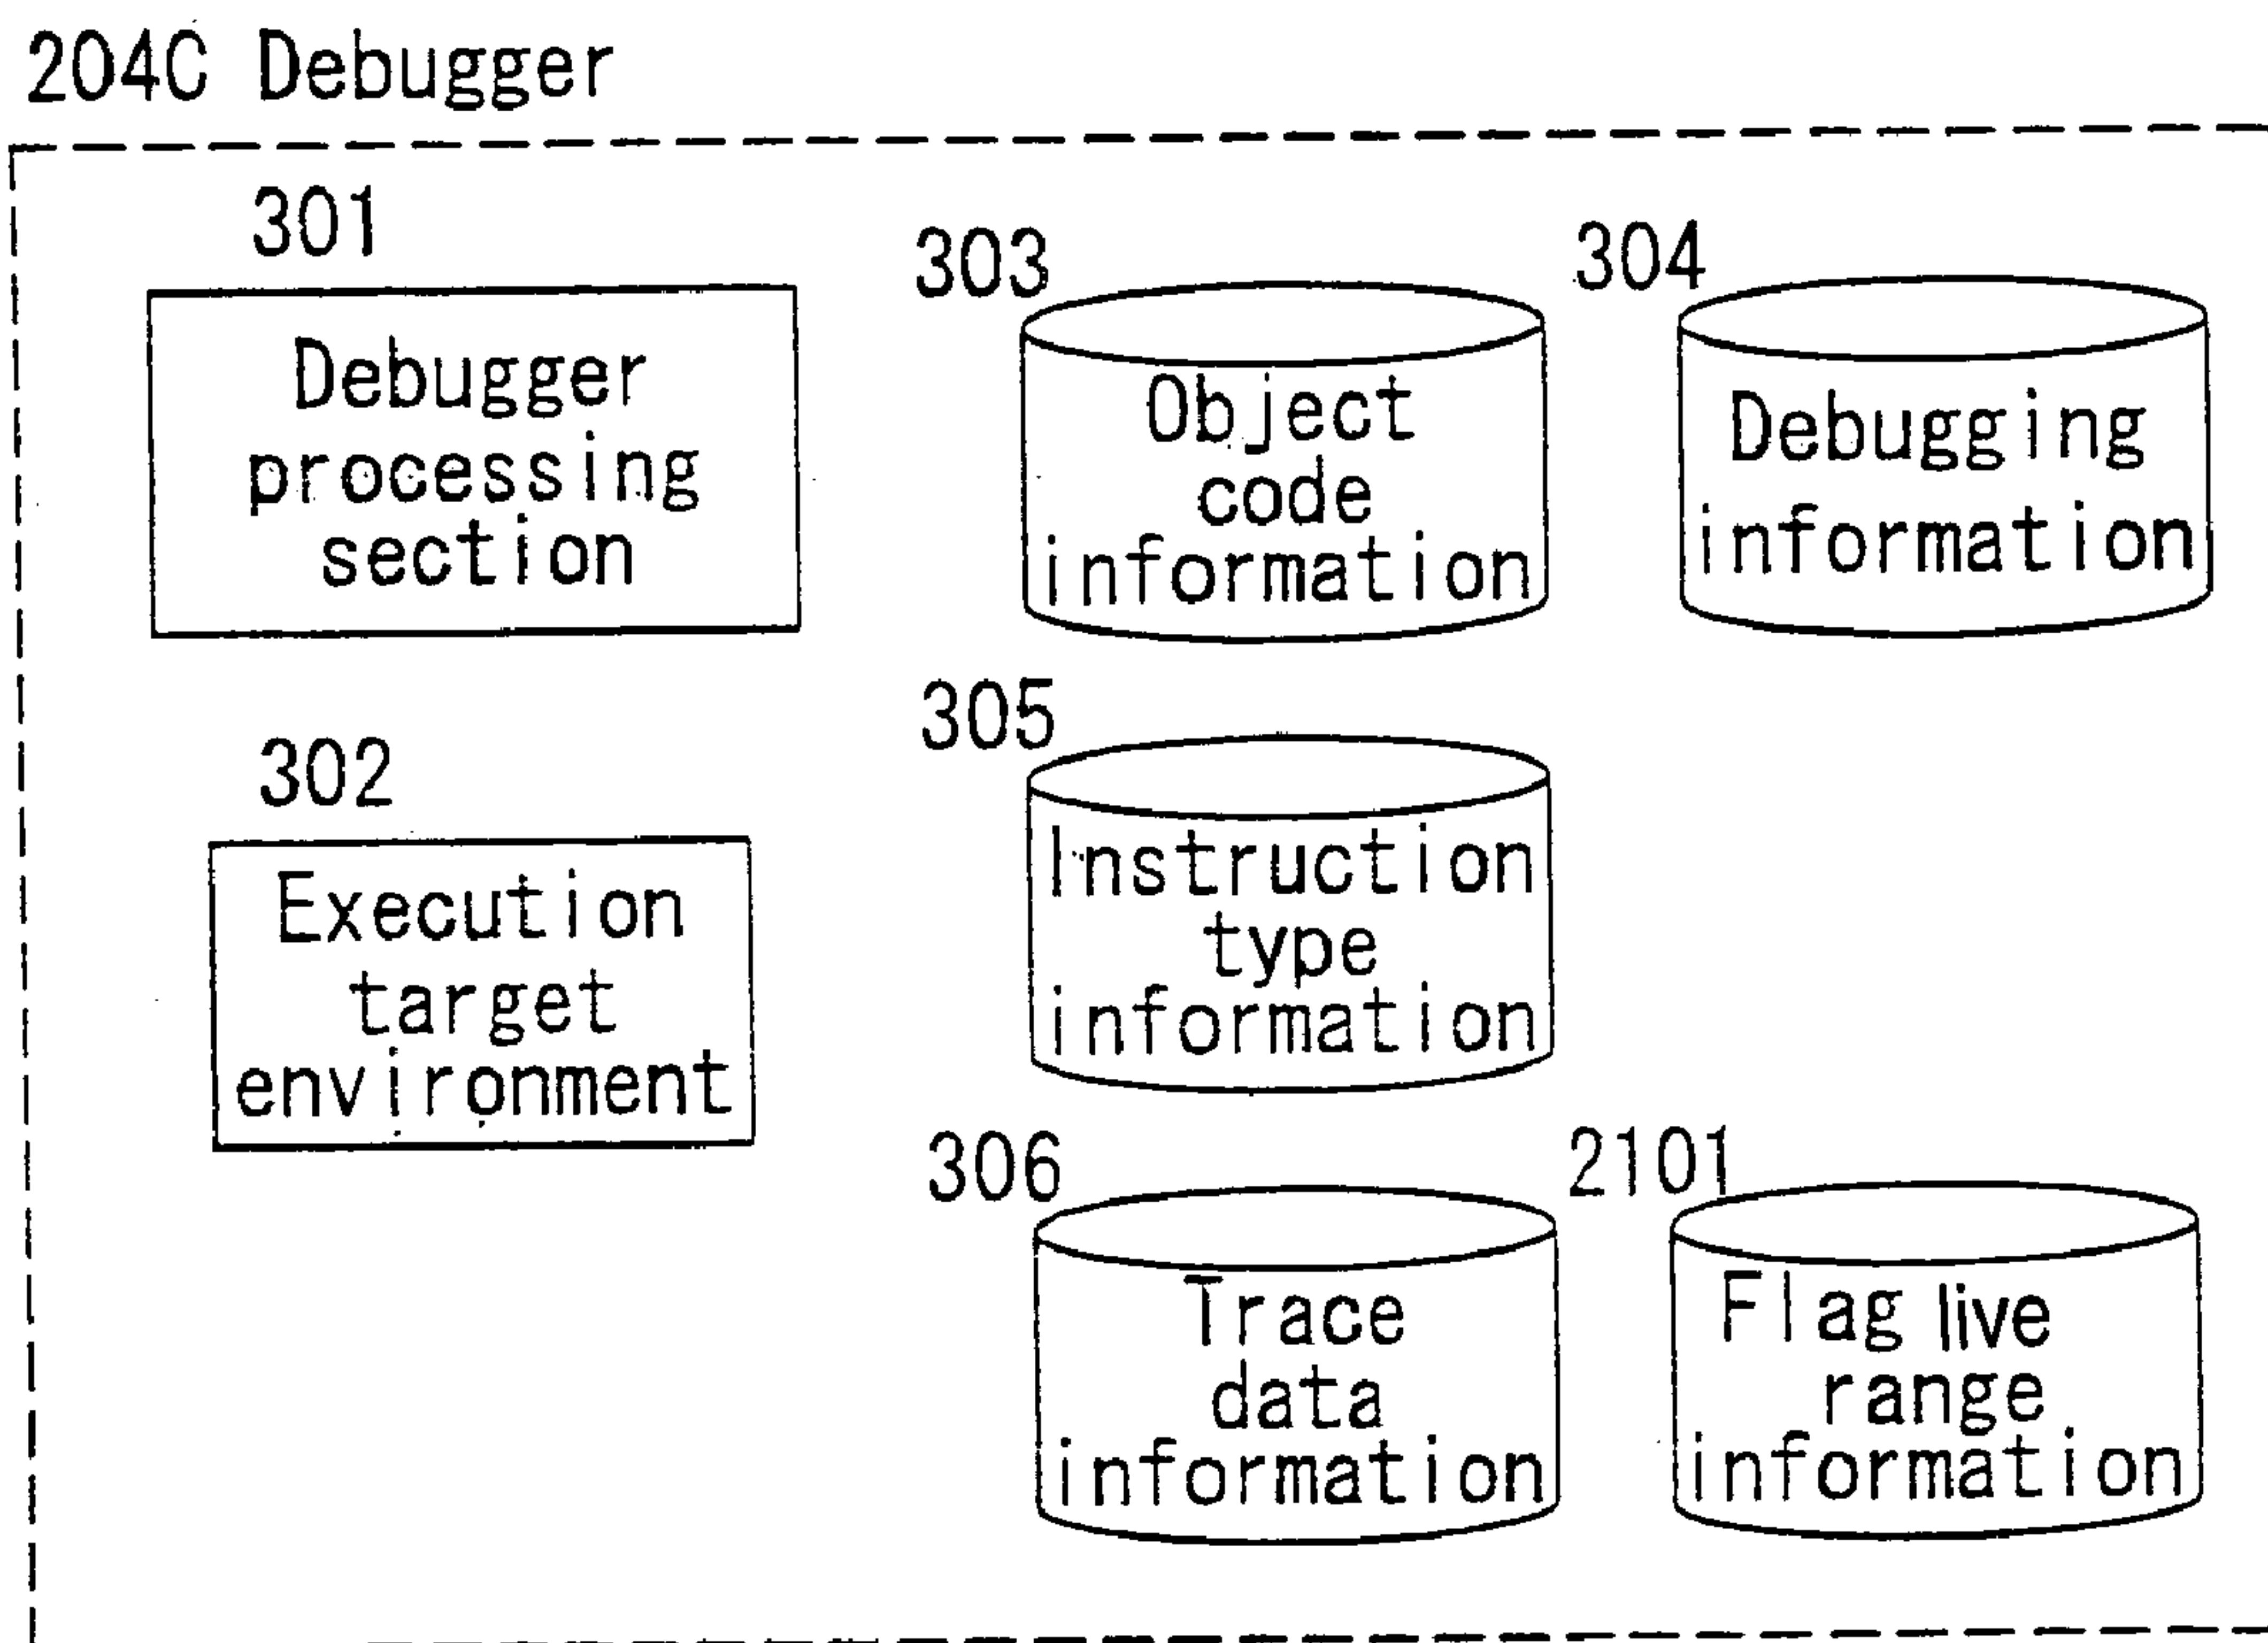 204C Debugger
301
Debugger
processing
section
303
Object
code
information
304
Debugging
information
302
Execution
target
environment
305
Instruction
type
information
306
Trace
data
information
2101
Flag live
range
information